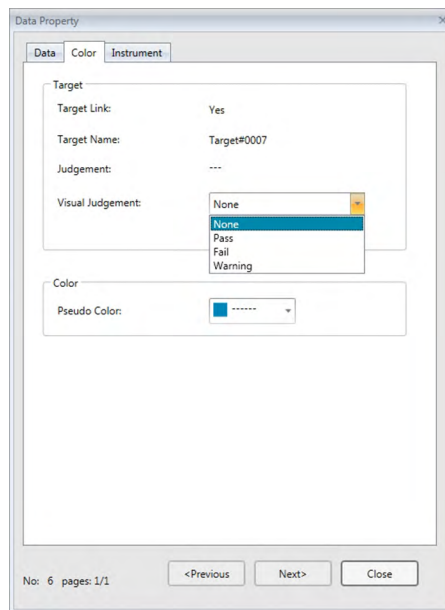 Data Property
Data Color Instrument
Target
Target Link: Yes
Target Name: Target#0007
Judgement: ---
Visual Judgement: None
None
Pass
Fail
Warning
Color
Pseudo Color: ------
No: 6 pages: 1/1 <Previous Next> Close